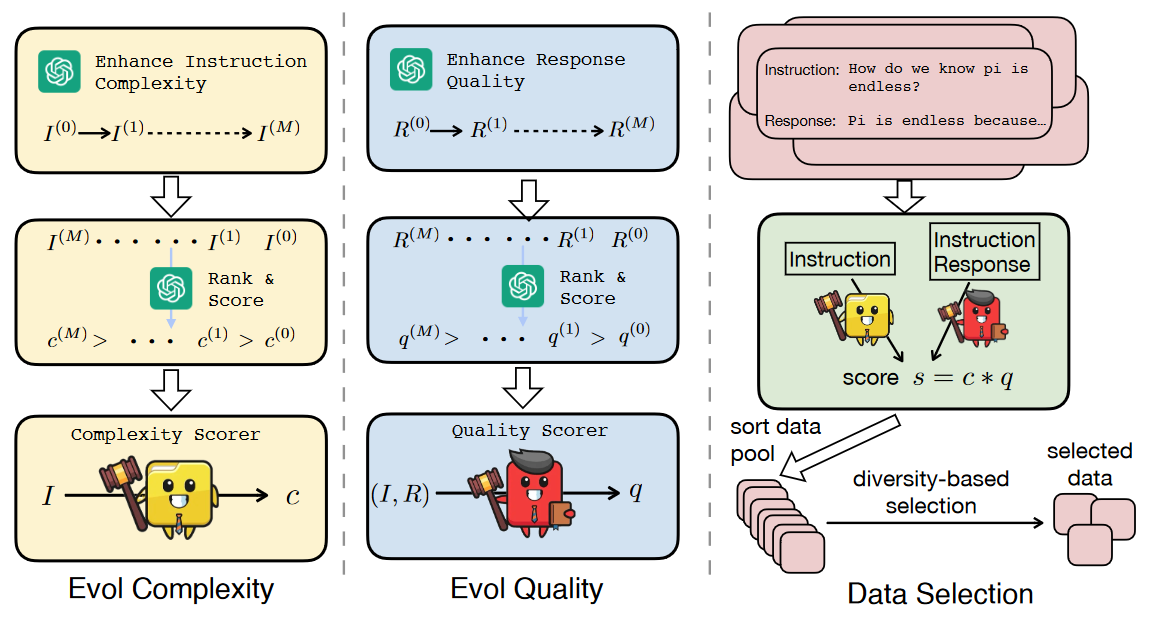 Enhance Instruction
Complexity
I^(0) I^(1) I^(M)
I^(M) · · · · · · I^(1) I^(0)
Rank &
Score
c^(M) > · · · c^(1) > c^(0)
Complexity Scorer
I c
Evol Complexity
Enhance Response
Quality
R^(0) R^(1) R^(M)
R^(M) · · · · · · R^(1) R^(0)
Rank &
Score
q^(M) > · · · q^(1) > q^(0)
Quality Scorer
(I, R) q
Evol Quality
Instruction: How do we know pi is
endless?
Response: Pi is endless because…
Instruction
Instruction
Response
score s = c * q
sort data
pool
diversity-based
selection
selected
data
Data Selection